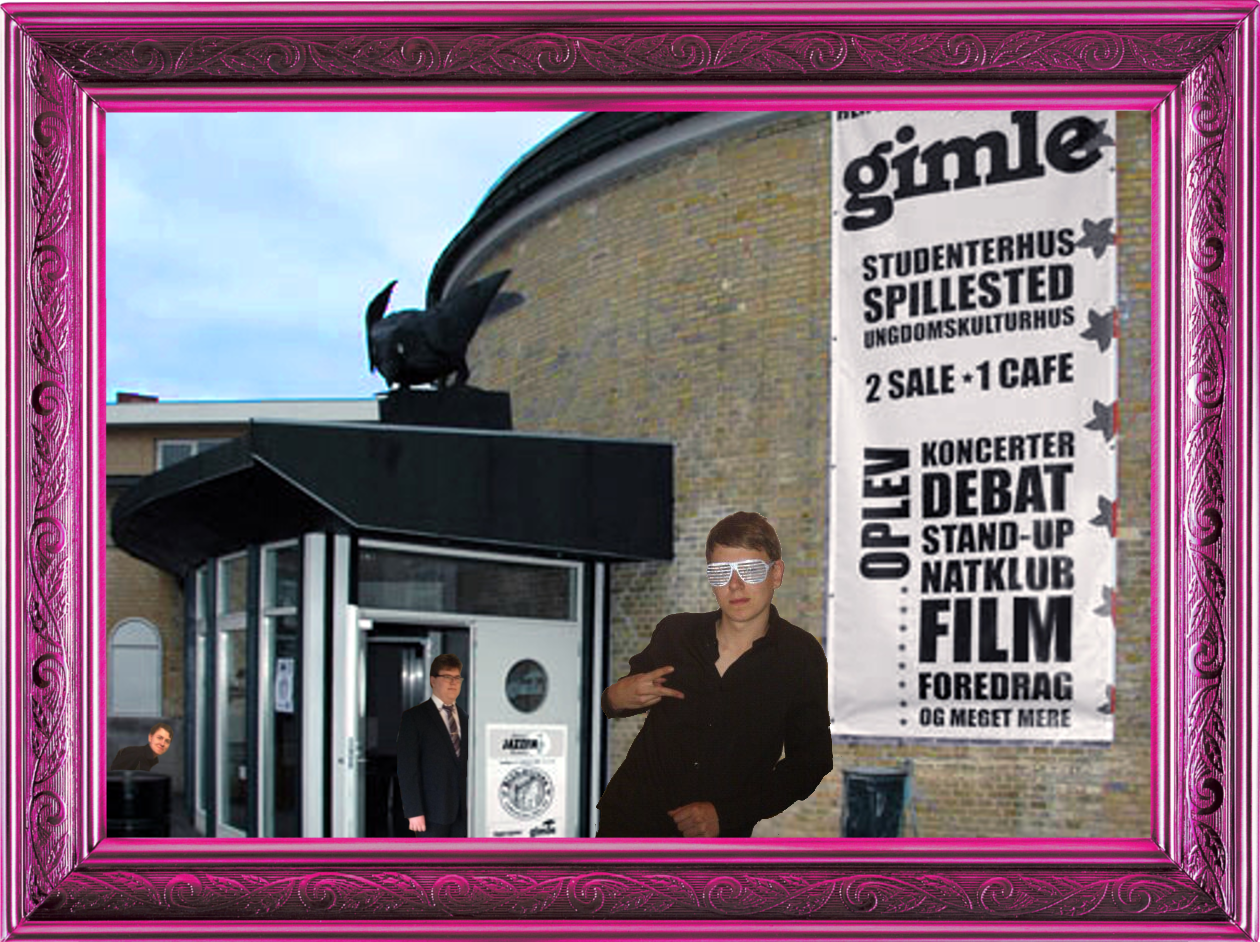 gimle
STUDENTERHUS
SPILLESTED
UNGDOMSKULTURHUS
2 SALE ★ 1 CAFE
OPLEV
KONCERTER
DEBAT
STAND-UP
NATKLUB
FILM
FOREDRAG
OG MEGET MERE
gimle